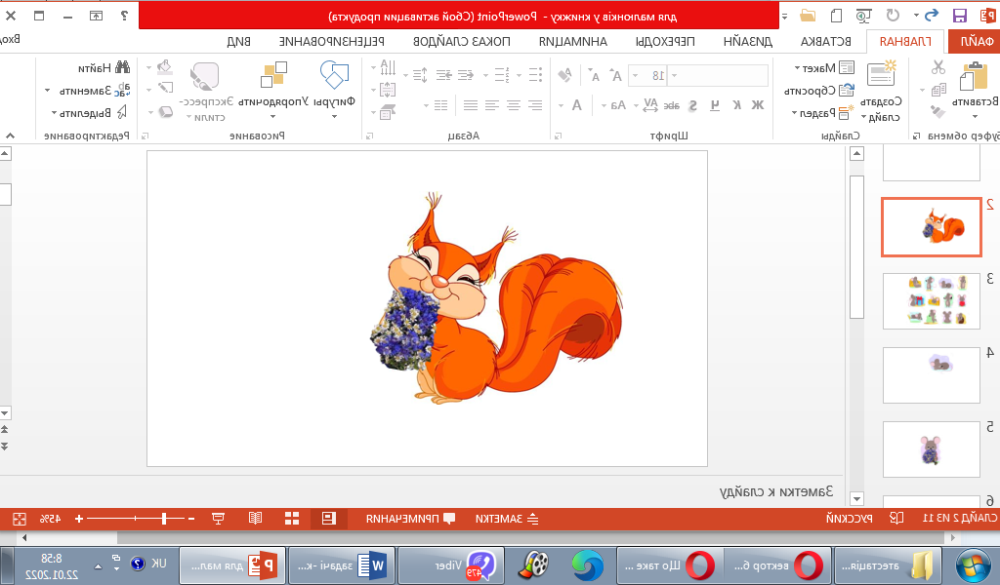 для малюнків у книжку - PowerPoint (Сбой активации продукта)
ФАЙЛ ГЛАВНАЯ ВСТАВКА ДИЗАЙН ПЕРЕХОДЫ АНИМАЦИЯ ПОКАЗ СЛАЙДОВ РЕЦЕНЗИРОВАНИЕ ВИД Вхо
Вставить
Создать слайд
Макет
Сбросить
Раздел
18
Ж К Ч S abc AV Aa A
Фигуры Упорядочить Экспресс-стили
Найти
Заменить
Выделить
Буфер обмена Слайды Шрифт Абзац Рисование Редактирование
2
3
4
5
6
Заметки к слайду
СЛАЙД 2 ИЗ 11 РУССКИЙ ЗАМЕТКИ ПРИМЕЧАНИЯ 45%
атестація... вектор б... Що таке ... Viber 479 задачі -к... для мал... UK 8:58
22.01.2022